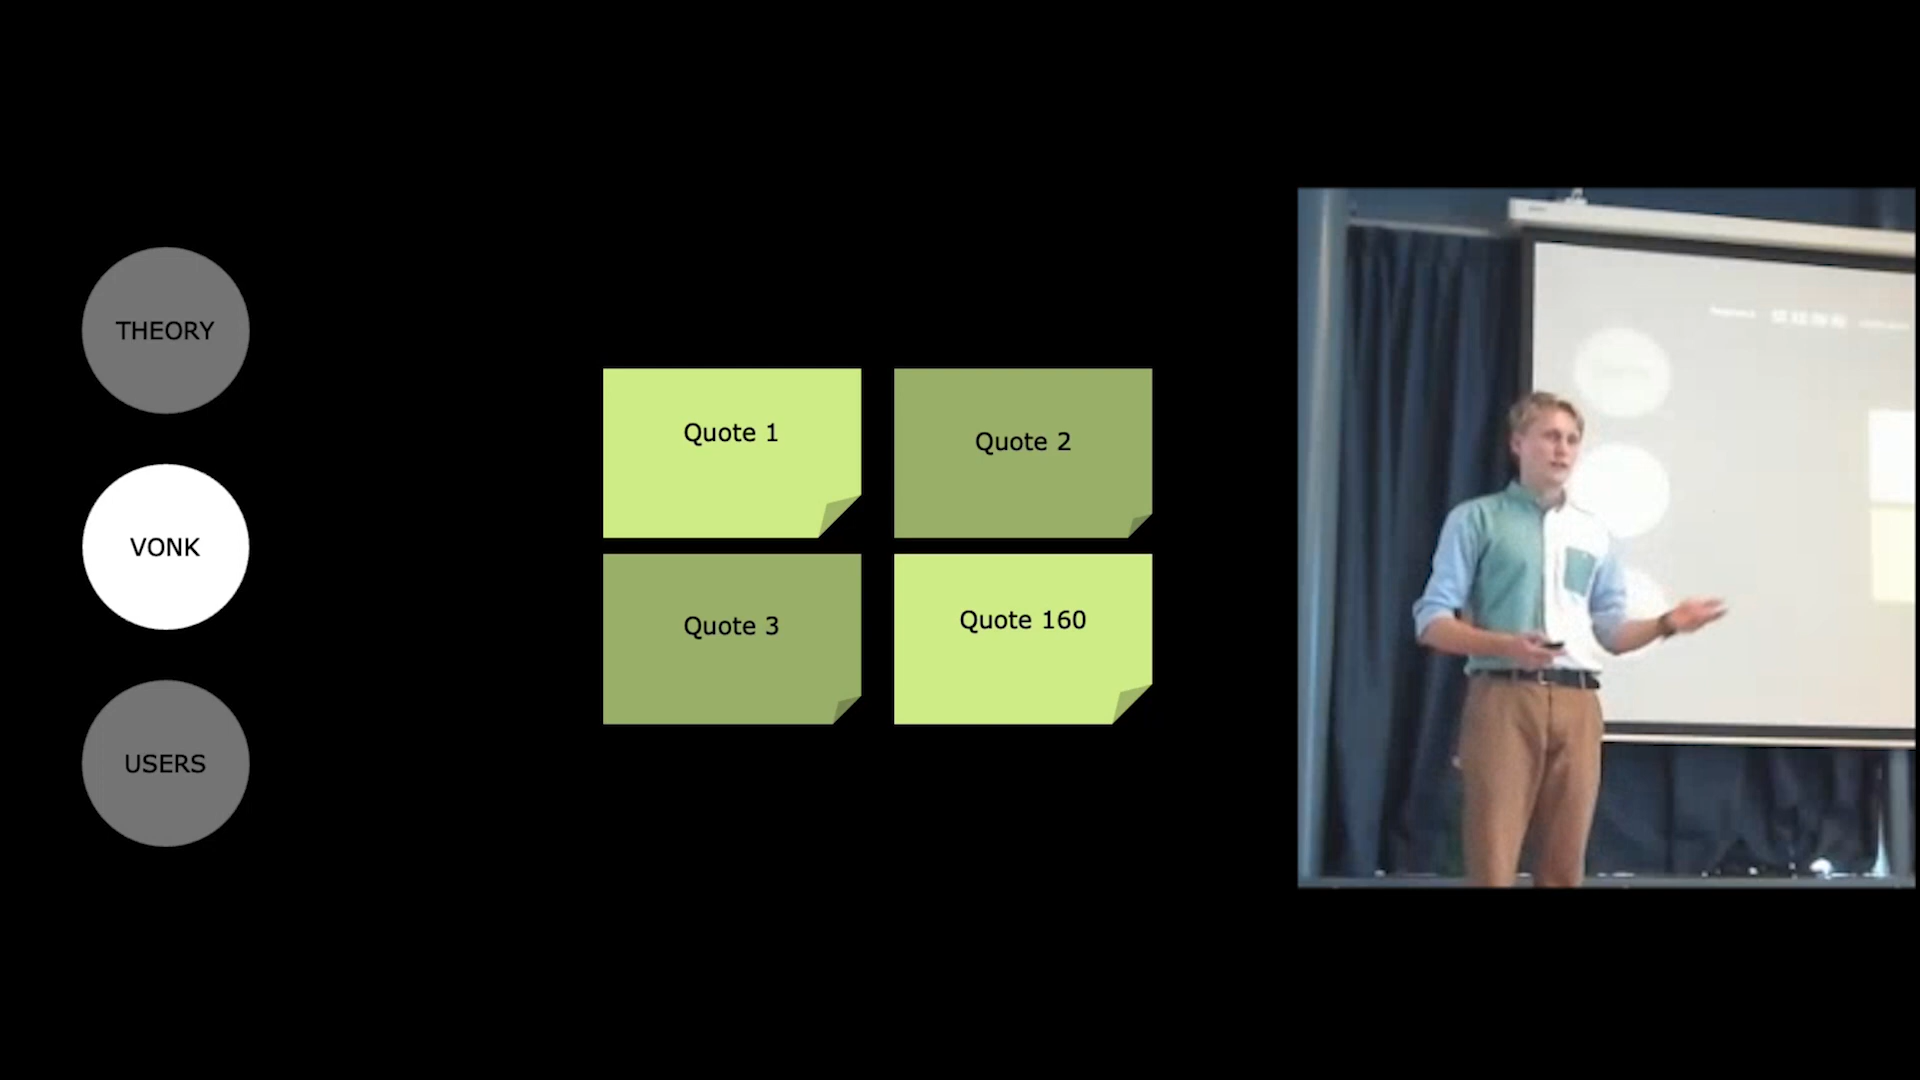 THEORY
VONK
USERS
Quote 1
Quote 2
Quote 3
Quote 160